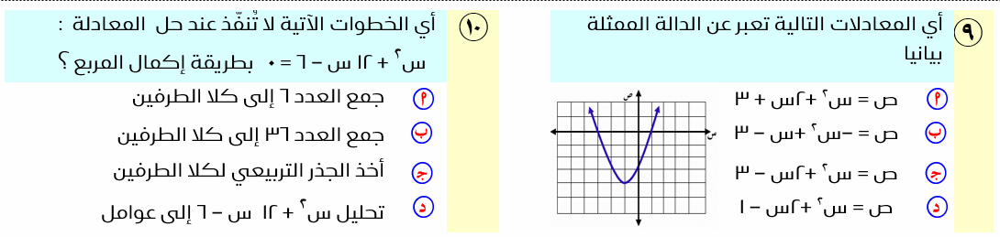 ٩
أي المعادلات التالية تعبر عن الدالة الممثلة
بيانيا
م ص = س٢ +٢س + ٣
ب ص = –س٢ +س – ٣
ج ص = س٢ +٢س – ٣
د ص = س٢ +٢س – ١
ص
س
١٠
أي الخطوات الآتية لا تُنفّذ عند حل المعادلة :
س٢ + ١٢ س – ٦ = ٠ بطريقة إكمال المربع ؟
م جمع العدد ٦ إلى كلا الطرفين
ب جمع العدد ٣٦ إلى كلا الطرفين
ج أخذ الجذر التربيعي لكلا الطرفين
د تحليل س٢ + ١٢ س – ٦ إلى عوامل